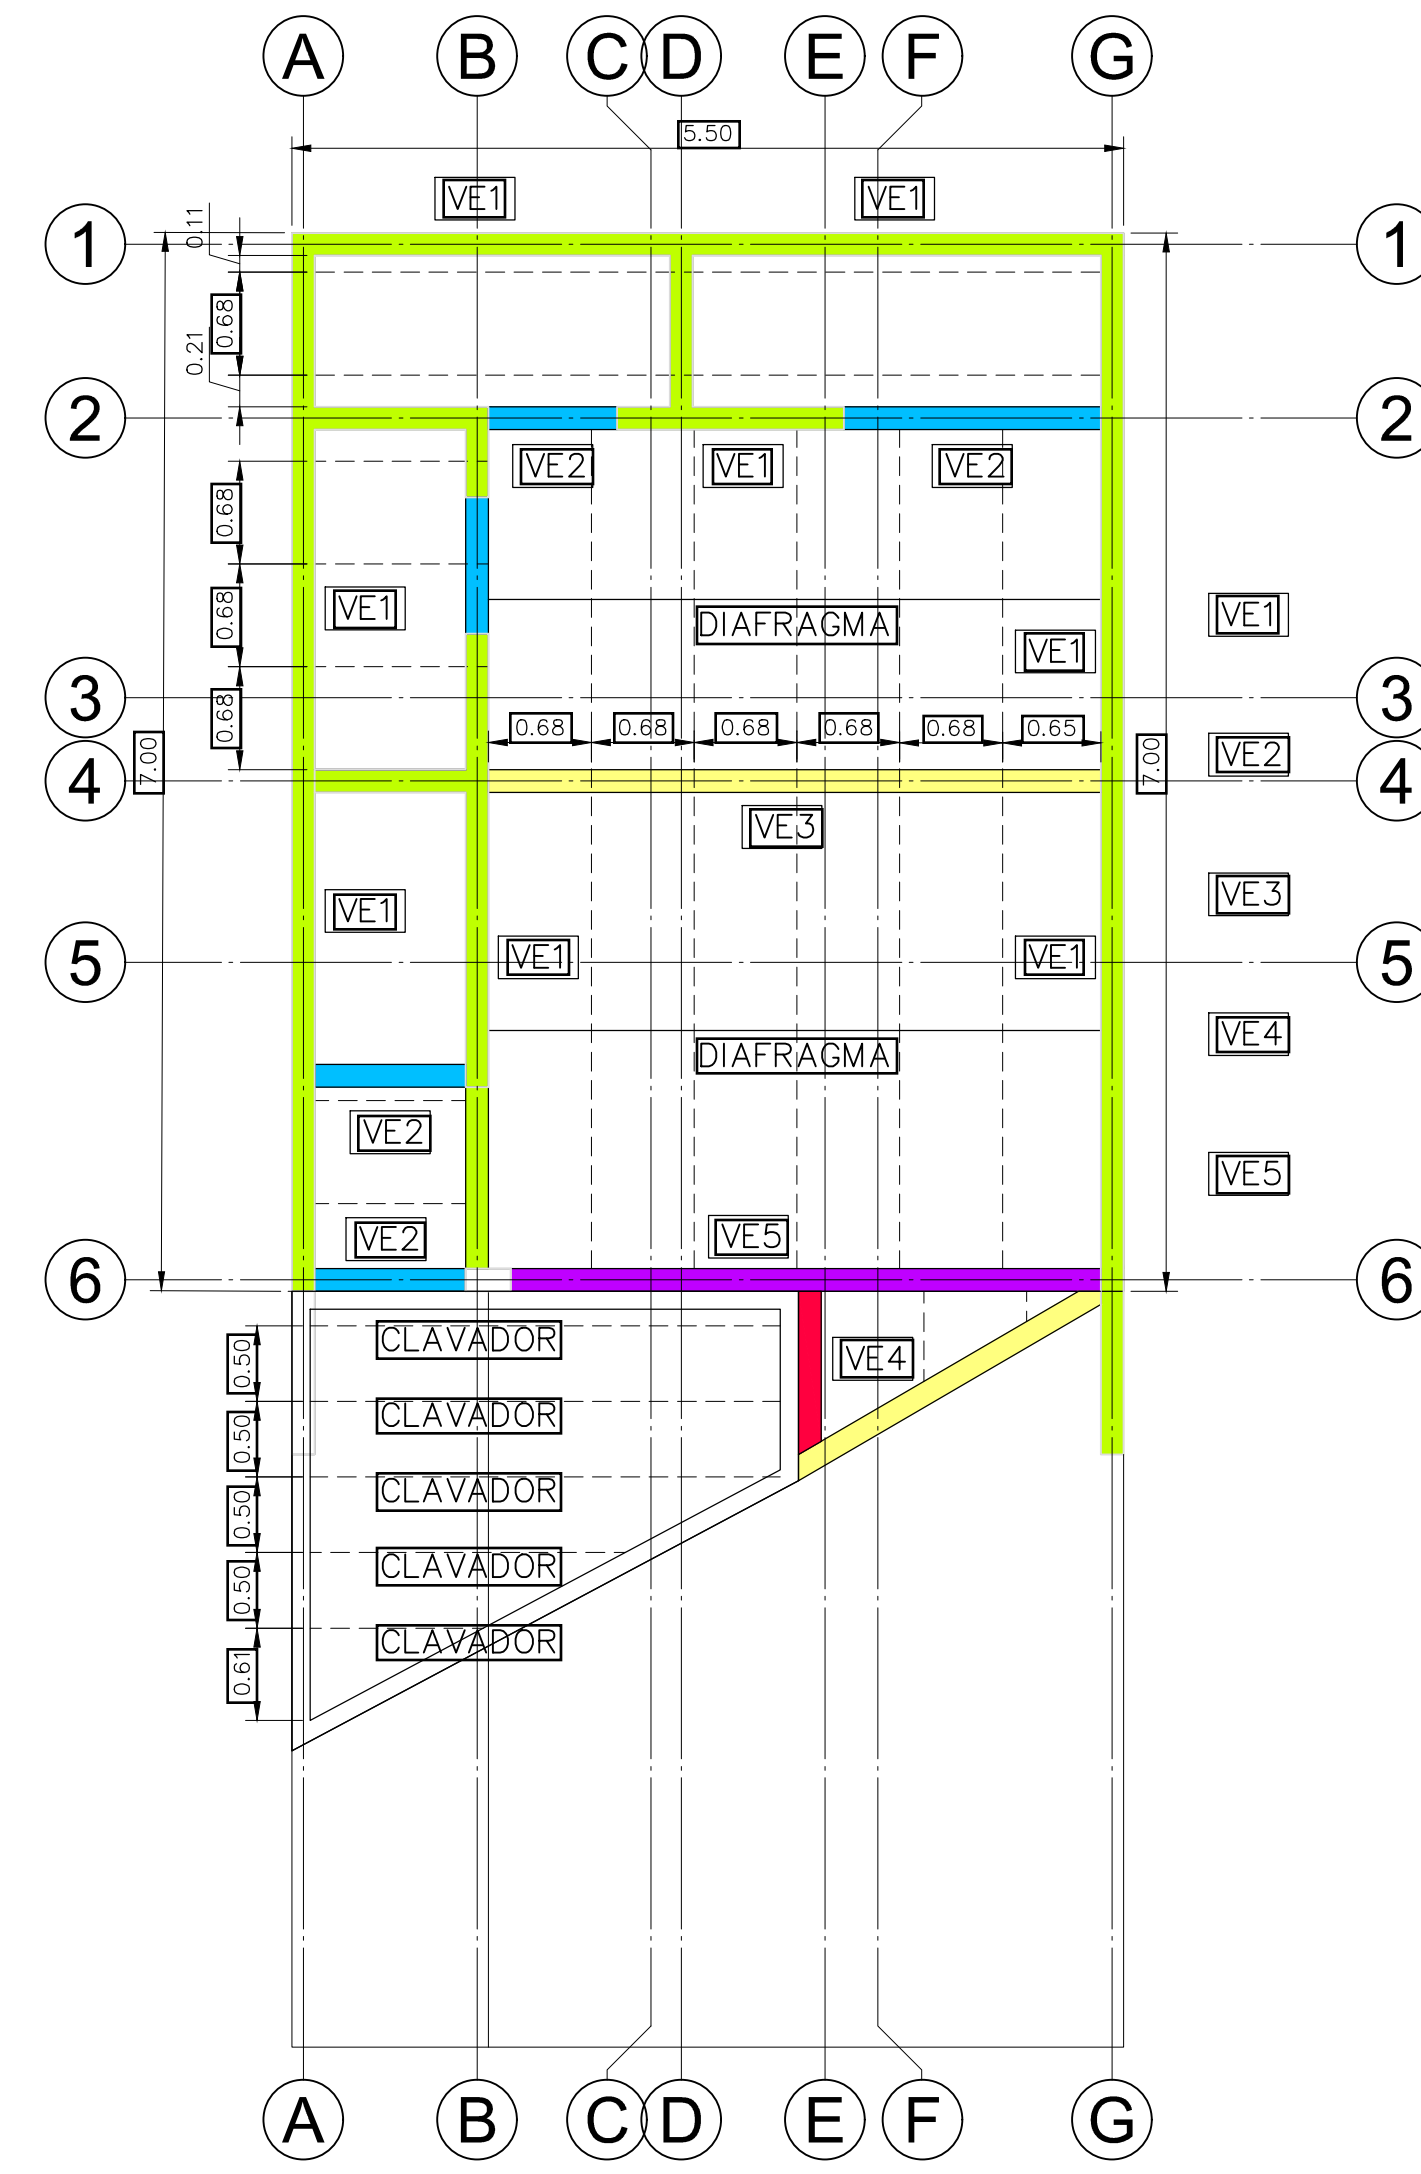 A B C D E F G
5.50
VE1 VE1
0.11
1 1
0.68
0.21
2 2
VE2 VE1 VE2
0.68
0.68
VE1 DIAFRAGMA VE1
VE1
3 3
0.68
0.68 0.68 0.68 0.68 0.68 0.65
7.00 7.00
VE2
4 4
VE3
VE1 VE3
5 5
VE1 VE1
DIAFRAGMA VE4
VE2
VE5
VE2 VE5
6 6
CLAVADOR VE4
0.50
CLAVADOR
0.50
CLAVADOR
0.50
CLAVADOR
0.50
CLAVADOR
0.61
A B C D E F G